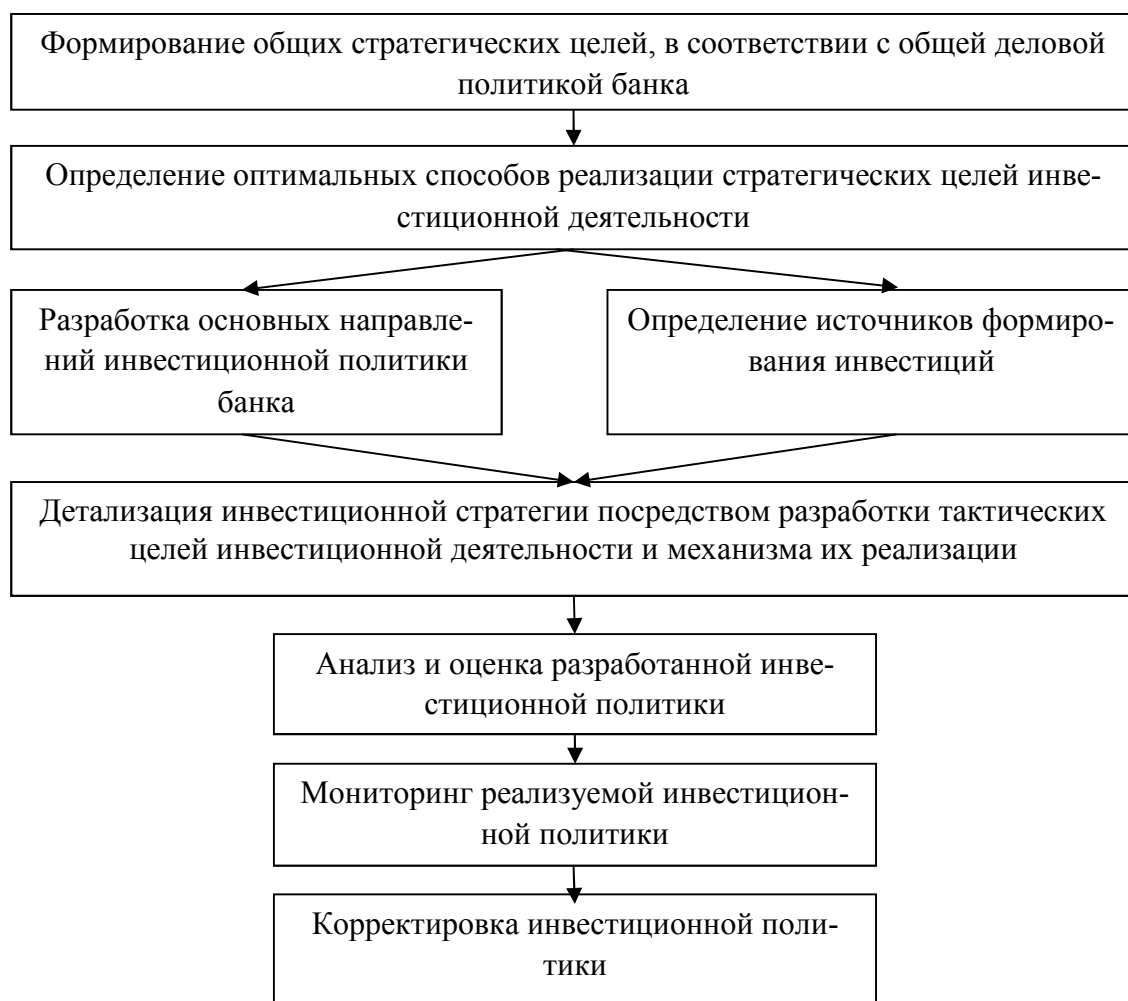 Формирование общих стратегических целей, в соответствии с общей деловой
политикой банка
Определение оптимальных способов реализации стратегических целей инве-
стиционной деятельности
Разработка основных направле-
ний инвестиционной политики
банка
Определение источников формиро-
вания инвестиций
Детализация инвестиционной стратегии посредством разработки тактических
целей инвестиционной деятельности и механизма их реализации
Анализ и оценка разработанной инве-
стиционной политики
Мониторинг реализуемой инвестицион-
ной политики
Корректировка инвестиционной поли-
тики